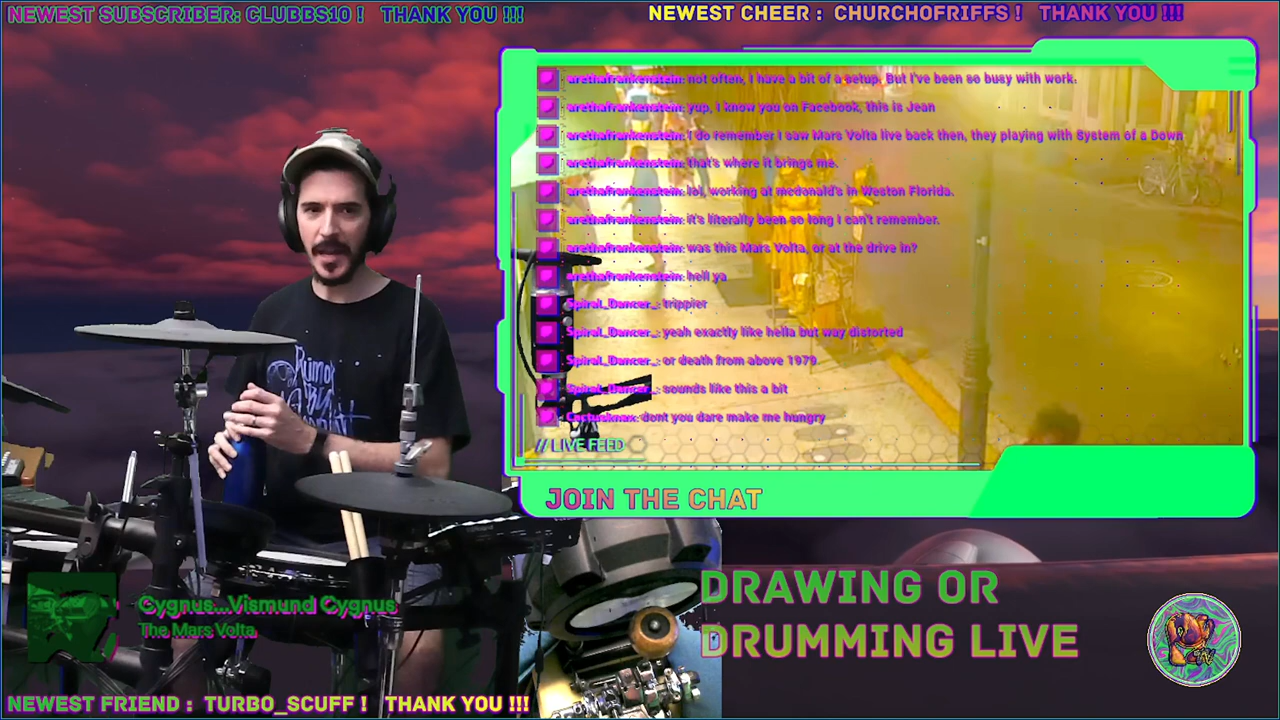 NEWEST SUBSCRIBER: CLUBBS10 ! THANK YOU !!!
NEWEST CHEER : CHURCHOFRIFFS ! THANK YOU !!!
arethafrankenstein: not often, I have a bit of a setup. But I've been so busy with work.
arethafrankenstein: yup, I know you on Facebook, this is Jean
arethafrankenstein: I do remember I saw Mars Volta live back then, they playing with System of a Down
arethafrankenstein: that's where it brings me.
arethafrankenstein: lol, working at mcdonald's in Weston Florida.
arethafrankenstein: it's literally been so long I can't remember.
arethafrankenstein: was this Mars Volta, or at the drive in?
arethafrankenstein: hell ya
Spiral_Dancer_: trippier
Spiral_Dancer_: yeah exactly like hella but way distorted
Spiral_Dancer_: or death from above 1979
Spiral_Dancer_: sounds like this a bit
Cactusknax: dont you dare make me hungry
// LIVE FEED
JOIN THE CHAT
Cygnus...Vismund Cygnus
The Mars Volta
DRAWING OR
DRUMMING LIVE
NEWEST FRIEND : TURBO_SCUFF ! THANK YOU !!!